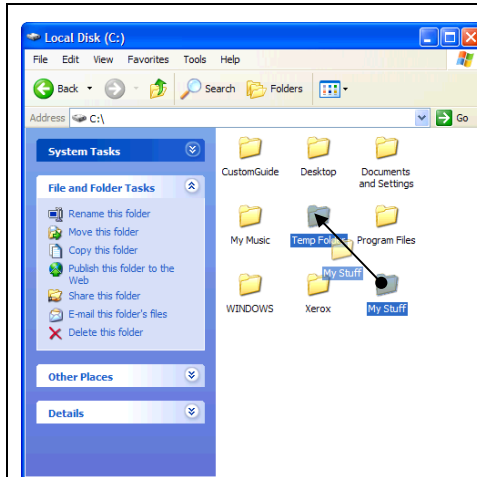 Local Disk (C:)
File Edit View Favorites Tools Help
Back Search Folders
Address C:\ Go
System Tasks
File and Folder Tasks
Rename this folder
Move this folder
Copy this folder
Publish this folder to the
Web
Share this folder
E-mail this folder's files
Delete this folder
Other Places
Details
CustomGuide Desktop Documents
and Settings
My Music Temp Folder Program Files
My Stuff
WINDOWS Xerox My Stuff